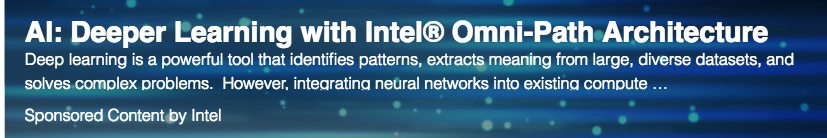 AI: Deeper Learning with Intel® Omni-Path Architecture
Deep learning is a powerful tool that identifies patterns, extracts meaning from large, diverse datasets, and
solves complex problems.  However, integrating neural networks into existing compute …
Sponsored Content by Intel